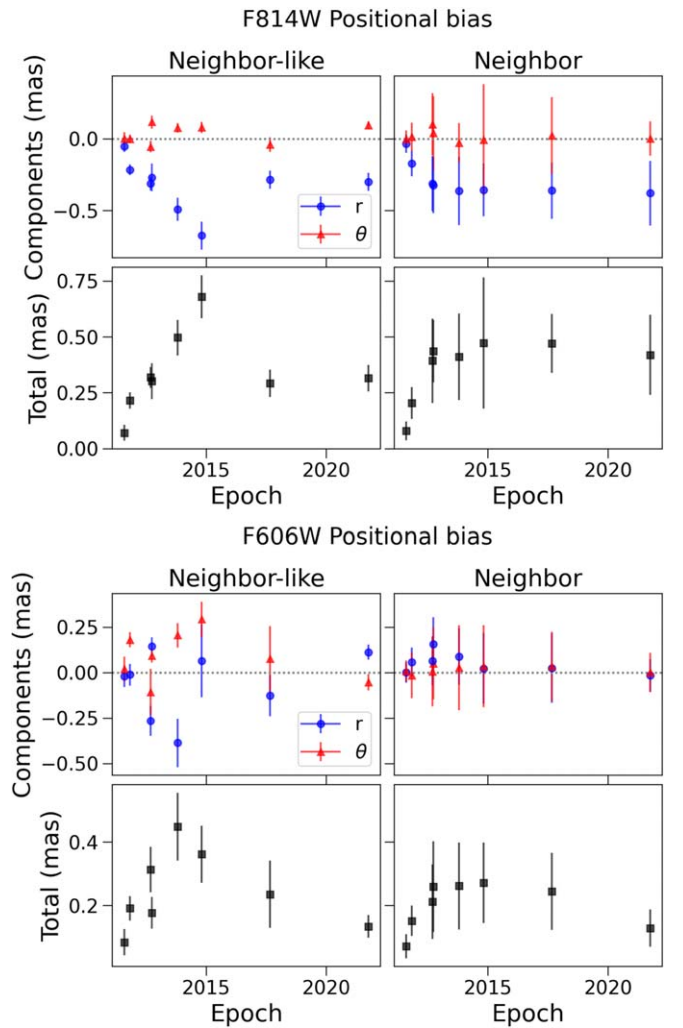 F814W Positional bias
Neighbor-like Neighbor
Components (mas)
0.0
−0.5
r
θ
Total (mas)
0.75
0.50
0.25
0.00
2015 2020 2015 2020
Epoch Epoch
F606W Positional bias
Neighbor-like Neighbor
Components (mas)
0.25
0.00
−0.25
−0.50
r
θ
Total (mas)
0.4
0.2
2015 2020 2015 2020
Epoch Epoch